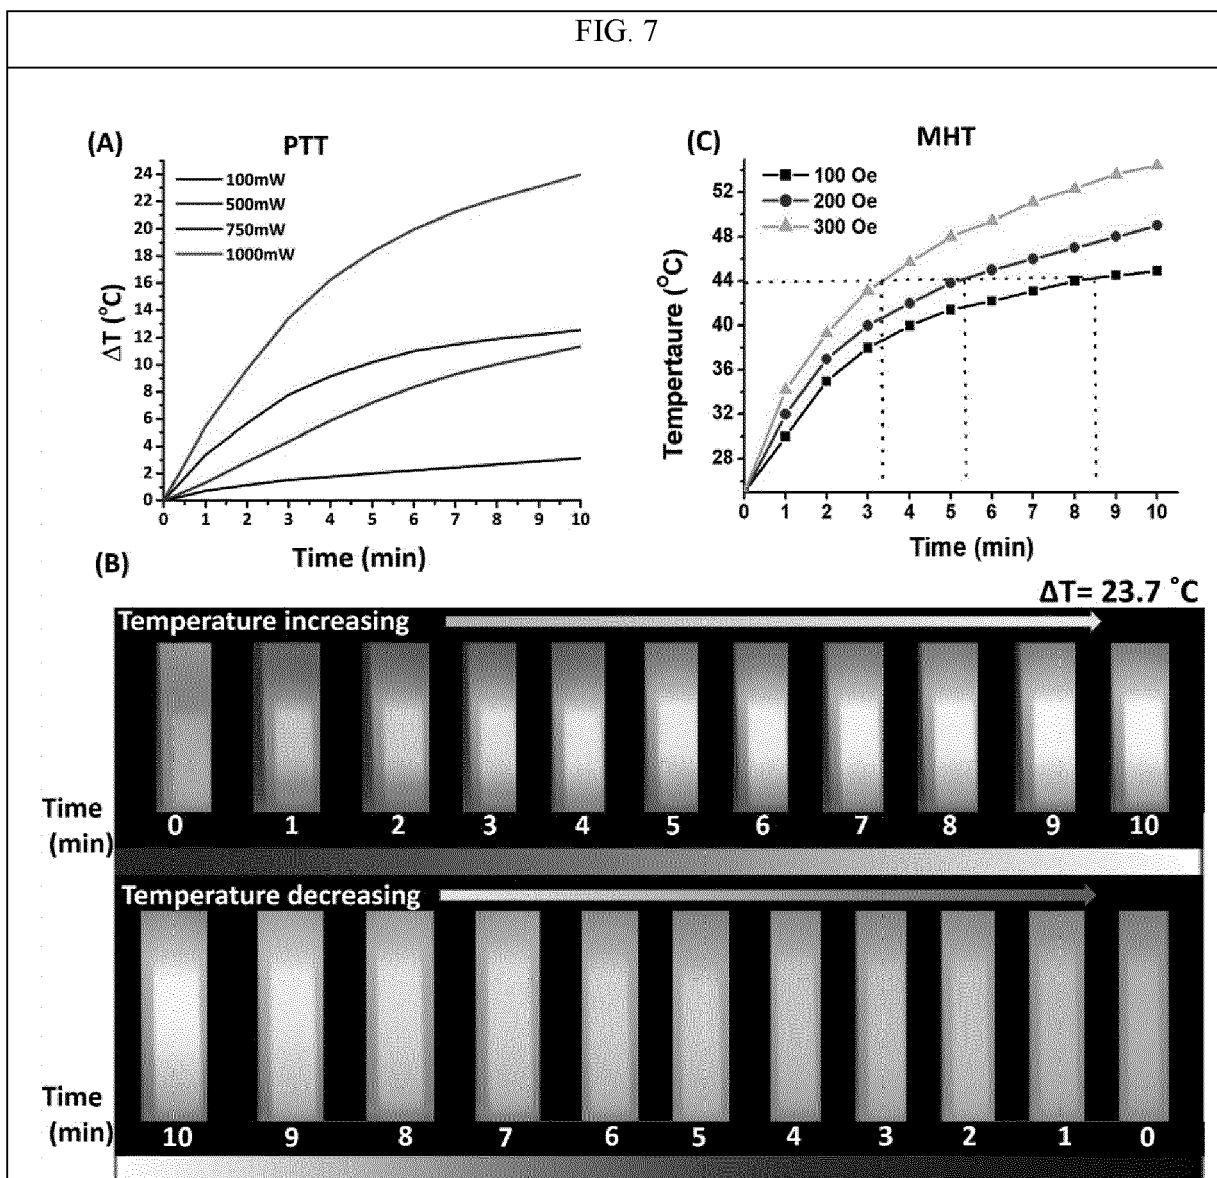 FIG. 7
(A)
PTT
24
22
20
18
16
14
12
10
8
6
4
2
0
ΔT (°C)
100mW
500mW
750mW
1000mW
0 1 2 3 4 5 6 7 8 9 10
Time (min)
(C)
MHT
52
48
44
40
36
32
28
Tempertaure (°C)
100 Oe
200 Oe
300 Oe
0 1 2 3 4 5 6 7 8 9 10
Time (min)
(B)
ΔT= 23.7 °C
Temperature increasing
Time
(min)
0 1 2 3 4 5 6 7 8 9 10
Temperature decreasing
Time
(min)
10 9 8 7 6 5 4 3 2 1 0